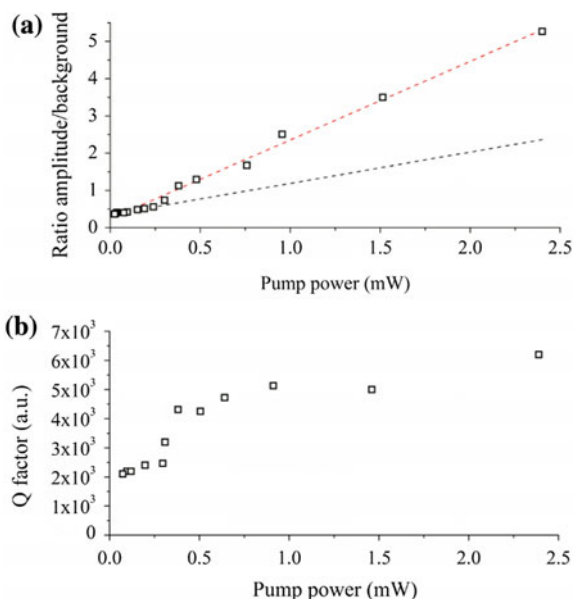 (a)
Ratio amplitude/background
5
4
3
2
1
0
0.0 0.5 1.0 1.5 2.0 2.5
Pump power (mW)
(b)
Q factor (a.u.)
7x10³
6x10³
5x10³
4x10³
3x10³
2x10³
1x10³
0
0.0 0.5 1.0 1.5 2.0 2.5
Pump power (mW)